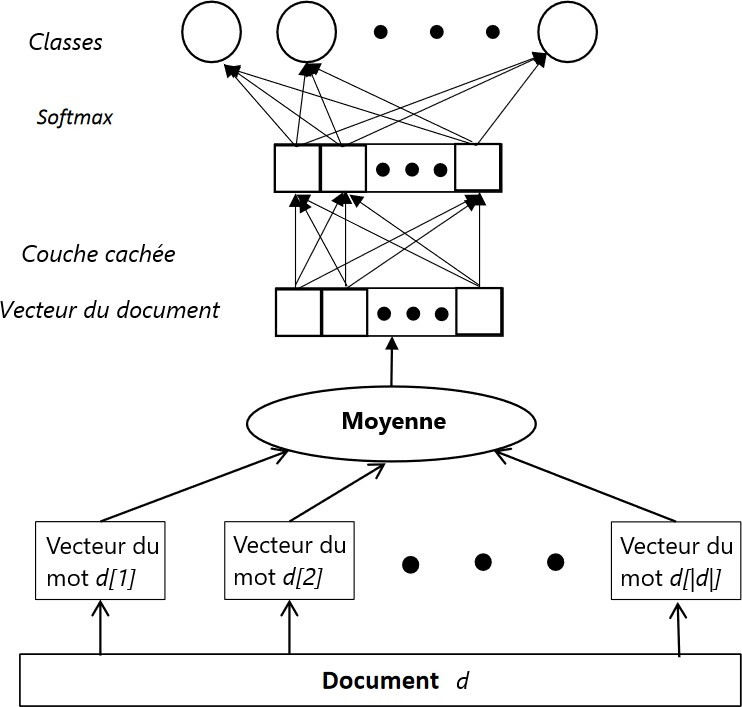 Classes
Softmax
Couche cachée
Vecteur du document
Moyenne
Vecteur du
mot d[1]
Vecteur du
mot d[2]
Vecteur du
mot d[|d|]
Document d